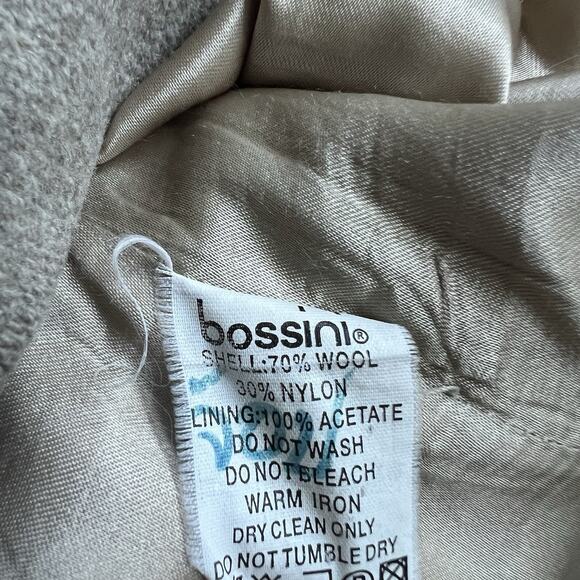 bossini®
SHELL:70% WOOL
30% NYLON
LINING:100% ACETATE
DO NOT WASH
DO NOT BLEACH
WARM IRON
DRY CLEAN ONLY
DO NOT TUMBLE DRY